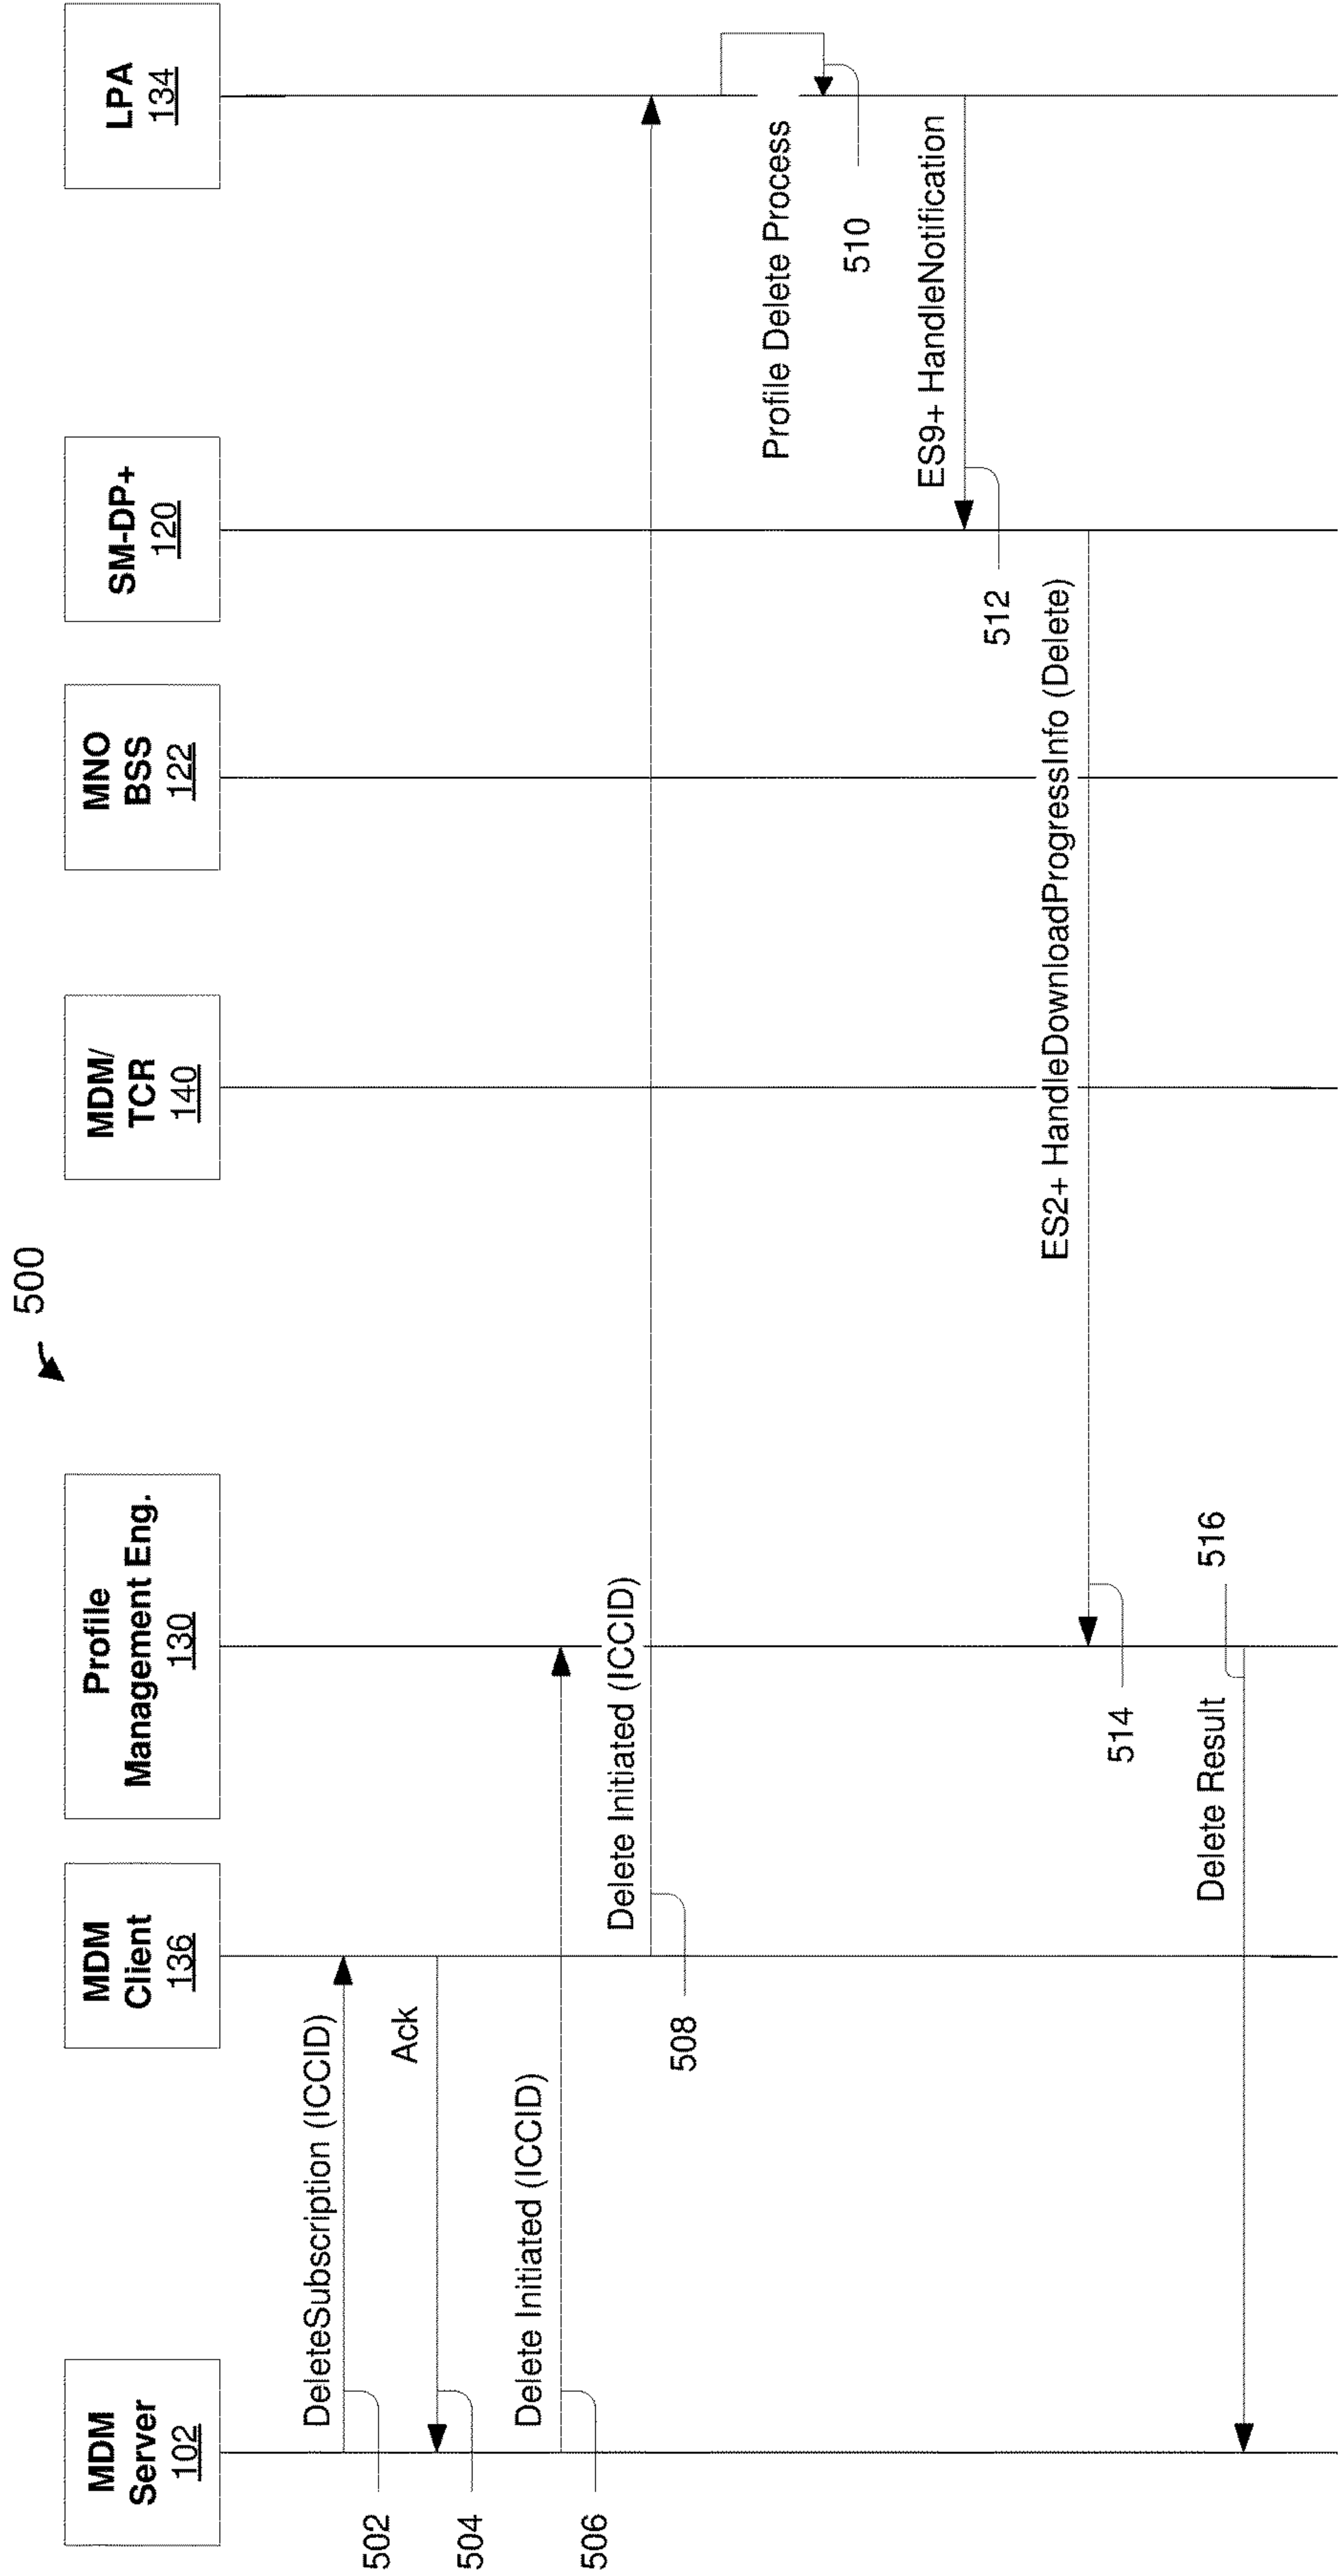 500
MDM
Server
102
MDM
Client
136
Profile
Management Eng.
130
MDM/
TCR
140
MNO
BSS
122
SM-DP+
120
LPA
134
DeleteSubscription (ICCID)
502
Ack
504
Delete Initiated (ICCID)
506
Delete Initiated (ICCID)
508
Profile Delete Process
510
ES9+ HandleNotification
512
ES2+ HandleDownloadProgressInfo (Delete)
514
Delete Result
516